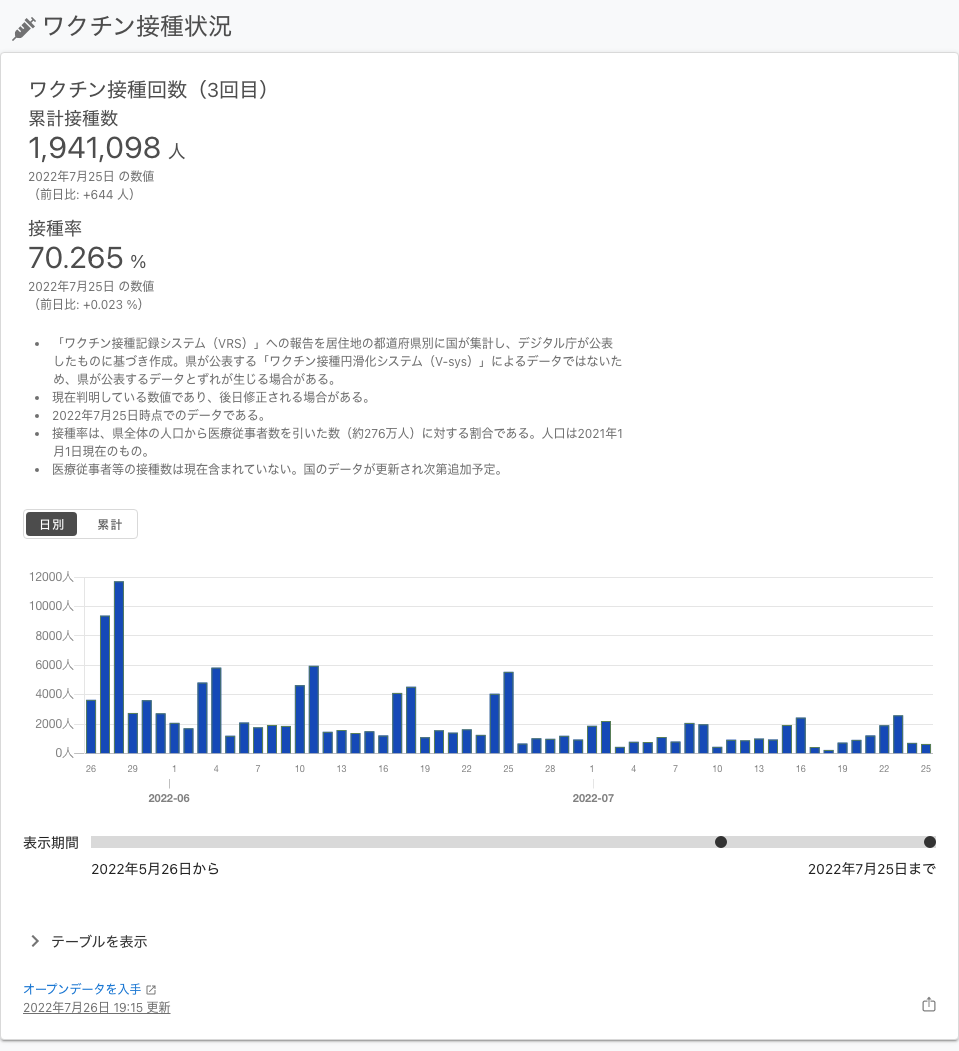 ワクチン接種状況
ワクチン接種回数（3回目）
累計接種数
1,941,098 人
2022年7月25日 の数値
（前日比: +644 人）
接種率
70.265 %
2022年7月25日 の数値
（前日比: +0.023 %）
• 「ワクチン接種記録システム（VRS）」への報告を居住地の都道府県別に国が集計し、デジタル庁が公表
したものに基づき作成。県が公表する「ワクチン接種円滑化システム（V-sys）」によるデータではないた
め、県が公表するデータとずれが生じる場合がある。
• 現在判明している数値であり、後日修正される場合がある。
• 2022年7月25日時点でのデータである。
• 接種率は、県全体の人口から医療従事者数を引いた数（約276万人）に対する割合である。人口は2021年1
月1日現在のもの。
• 医療従事者等の接種数は現在含まれていない。国のデータが更新され次第追加予定。
日別 累計
12000人
10000人
8000人
6000人
4000人
2000人
0人
26 29 1 4 7 10 13 16 19 22 25 28 1 4 7 10 13 16 19 22 25
2022-06 2022-07
表示期間
2022年5月26日から 2022年7月25日まで
テーブルを表示
オープンデータを入手
2022年7月26日 19:15 更新